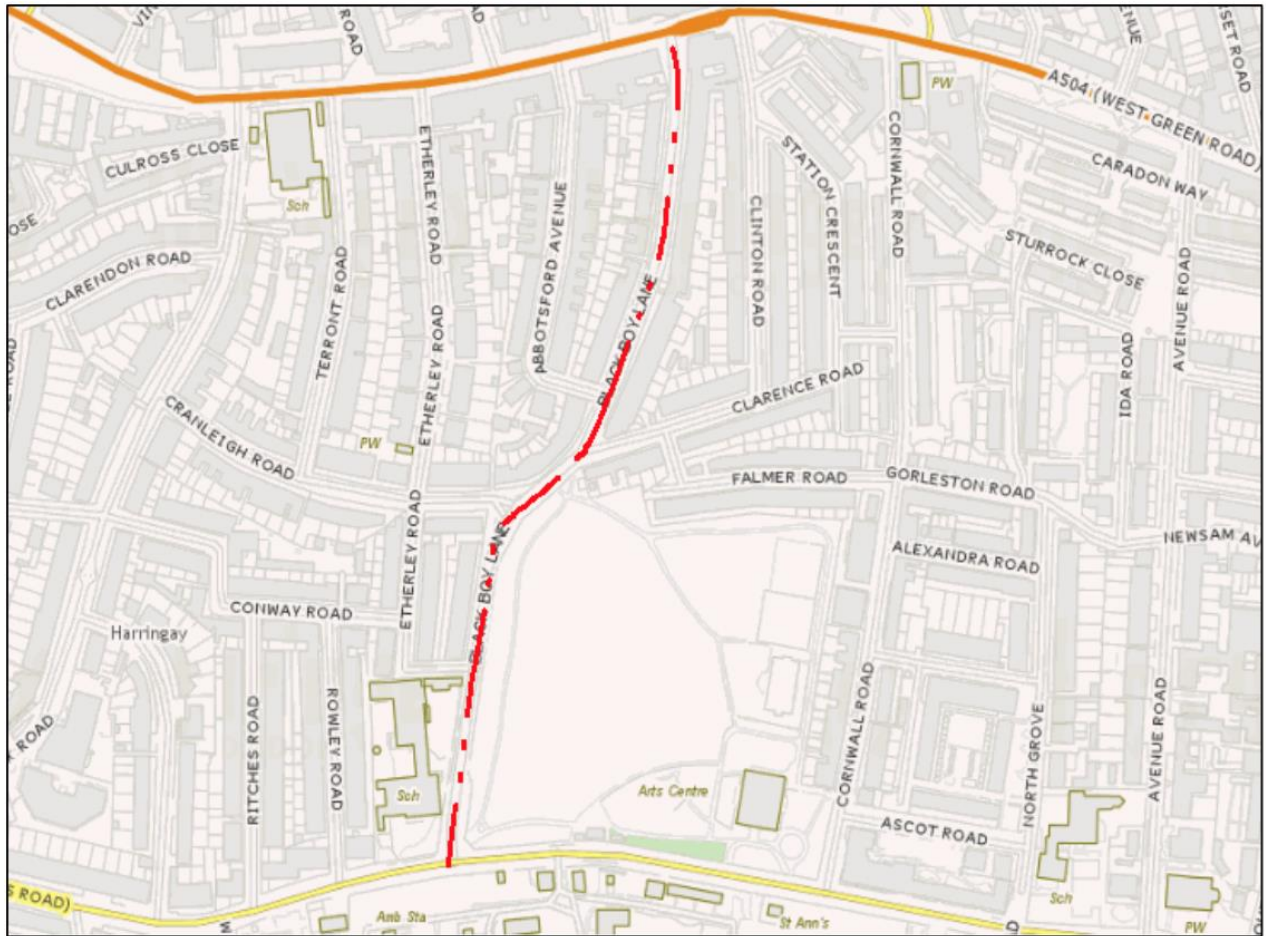 ROAD
AD
ENUE
SET ROAD
A504 (WEST GREEN ROAD)
PW
CULROSS CLOSE
Sch
ETHERLEY ROAD
ABBOTSFORD AVENUE
STATION CRESCENT
CORNWALL ROAD
CARADON WAY
OSE
CLARENDON ROAD
TERRONT ROAD
ETHERLEY ROAD
BLACK BOY LANE
CLINTON ROAD
STURROCK CLOSE
AVENUE ROAD
IDA ROAD
CLARENCE ROAD
CRANLEIGH ROAD
PW
FALMER ROAD
GORLESTON ROAD
NEWSAM AV
ETHERLEY ROAD
BLACK BOY LANE
ALEXANDRA ROAD
CONWAY ROAD
Harringay
RITCHES ROAD
ROWLEY ROAD
CORNWALL ROAD
NORTH GROVE
AVENUE ROAD
ROAD
Sch
Arts Centre
ASCOT ROAD
S ROAD)
Amb Sta
St Ann's
Sch
PW